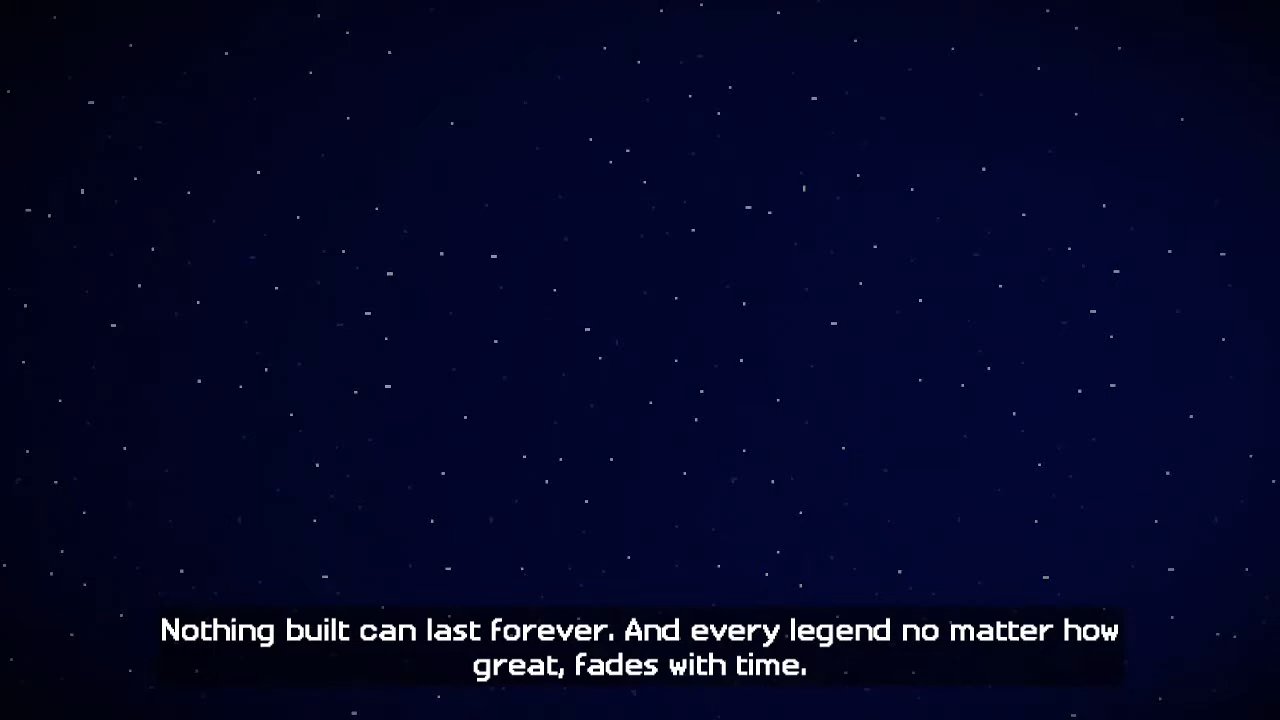 Nothing built can last forever. And every legend no matter how
great, fades with time.